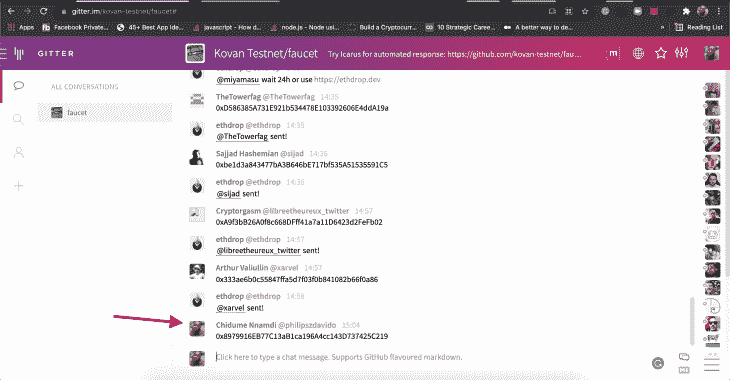 gitter.im/kovan-testnet/faucet#
Apps
Facebook Private...
45+ Best App Ide...
javascript - How d...
node.js - Node usi...
Build a Cryptocurr...
10 Strategic Career...
A better way to de...
Reading List
GITTER
Kovan Testnet/faucet
Try Icarus for automated response: https://github.com/kovan-testnet/fau...
ALL CONVERSATIONS
faucet
@miyamasu wait 24h or use https://ethdrop.dev
TheTowerfag @TheTowerfag 14:35
0xD586385A731E921b534478E103392606E4ddA19a
ethdrop @ethdrop 14:35
@TheTowerfag sent!
Sajjad Hashemian @sijad 14:36
0xbe1d3a843477bA3B646bE717bf535A51535591C5
ethdrop @ethdrop 14:36
@sijad sent!
Cryptorgasm @libreetheureux_twitter 14:57
0xA9f3bB26A0f8c668DFff41a7a11D6423d2FeFb02
ethdrop @ethdrop 14:57
@libreetheureux_twitter sent!
Arthur Valiullin @xarvel 14:57
0x333ae6b0c55847ffa5d7f03f0b841082b66f0a86
ethdrop @ethdrop 14:58
@xarvel sent!
Chidume Nnamdi @philipszdavido 15:04
0x8979916EB77C13aB1ca196A4cc143D737425C219
Click here to type a chat message. Supports GitHub flavoured markdown.